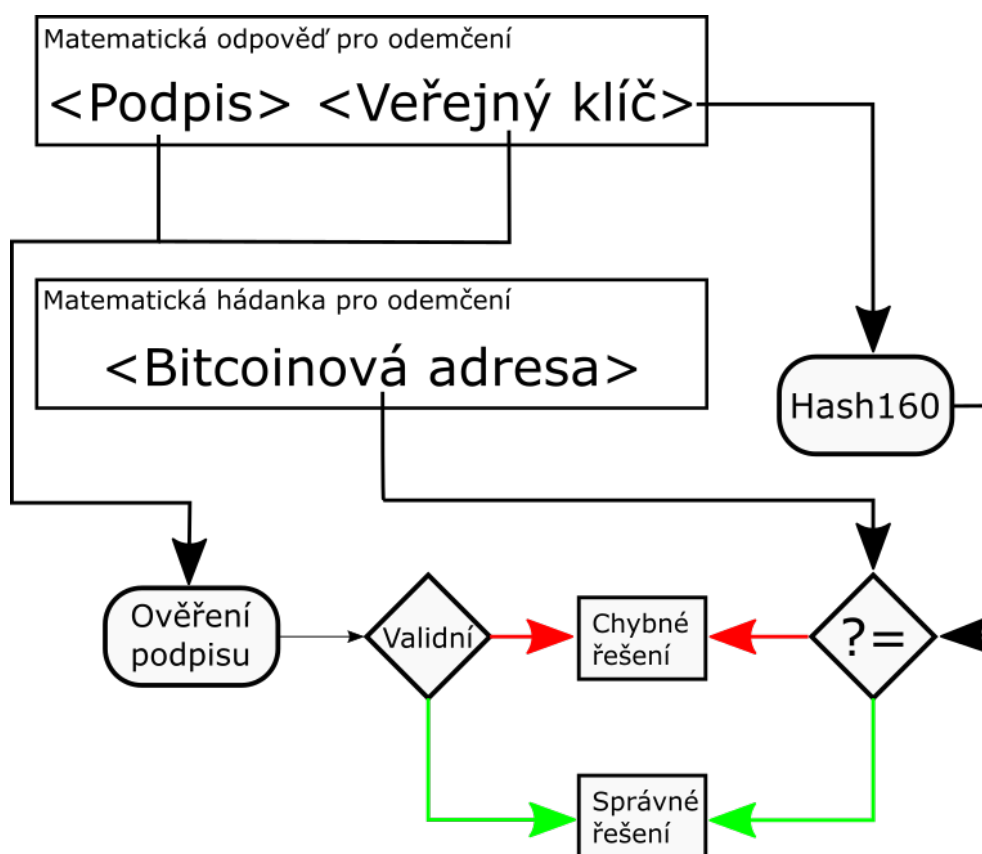 Matematická odpověď pro odemčení
<Podpis> <Veřejný klíč>
Matematická hádanka pro odemčení
<Bitcoinová adresa>
Hash160
Ověření
podpisu
Validní
Chybné
řešení
?=
Správné
řešení